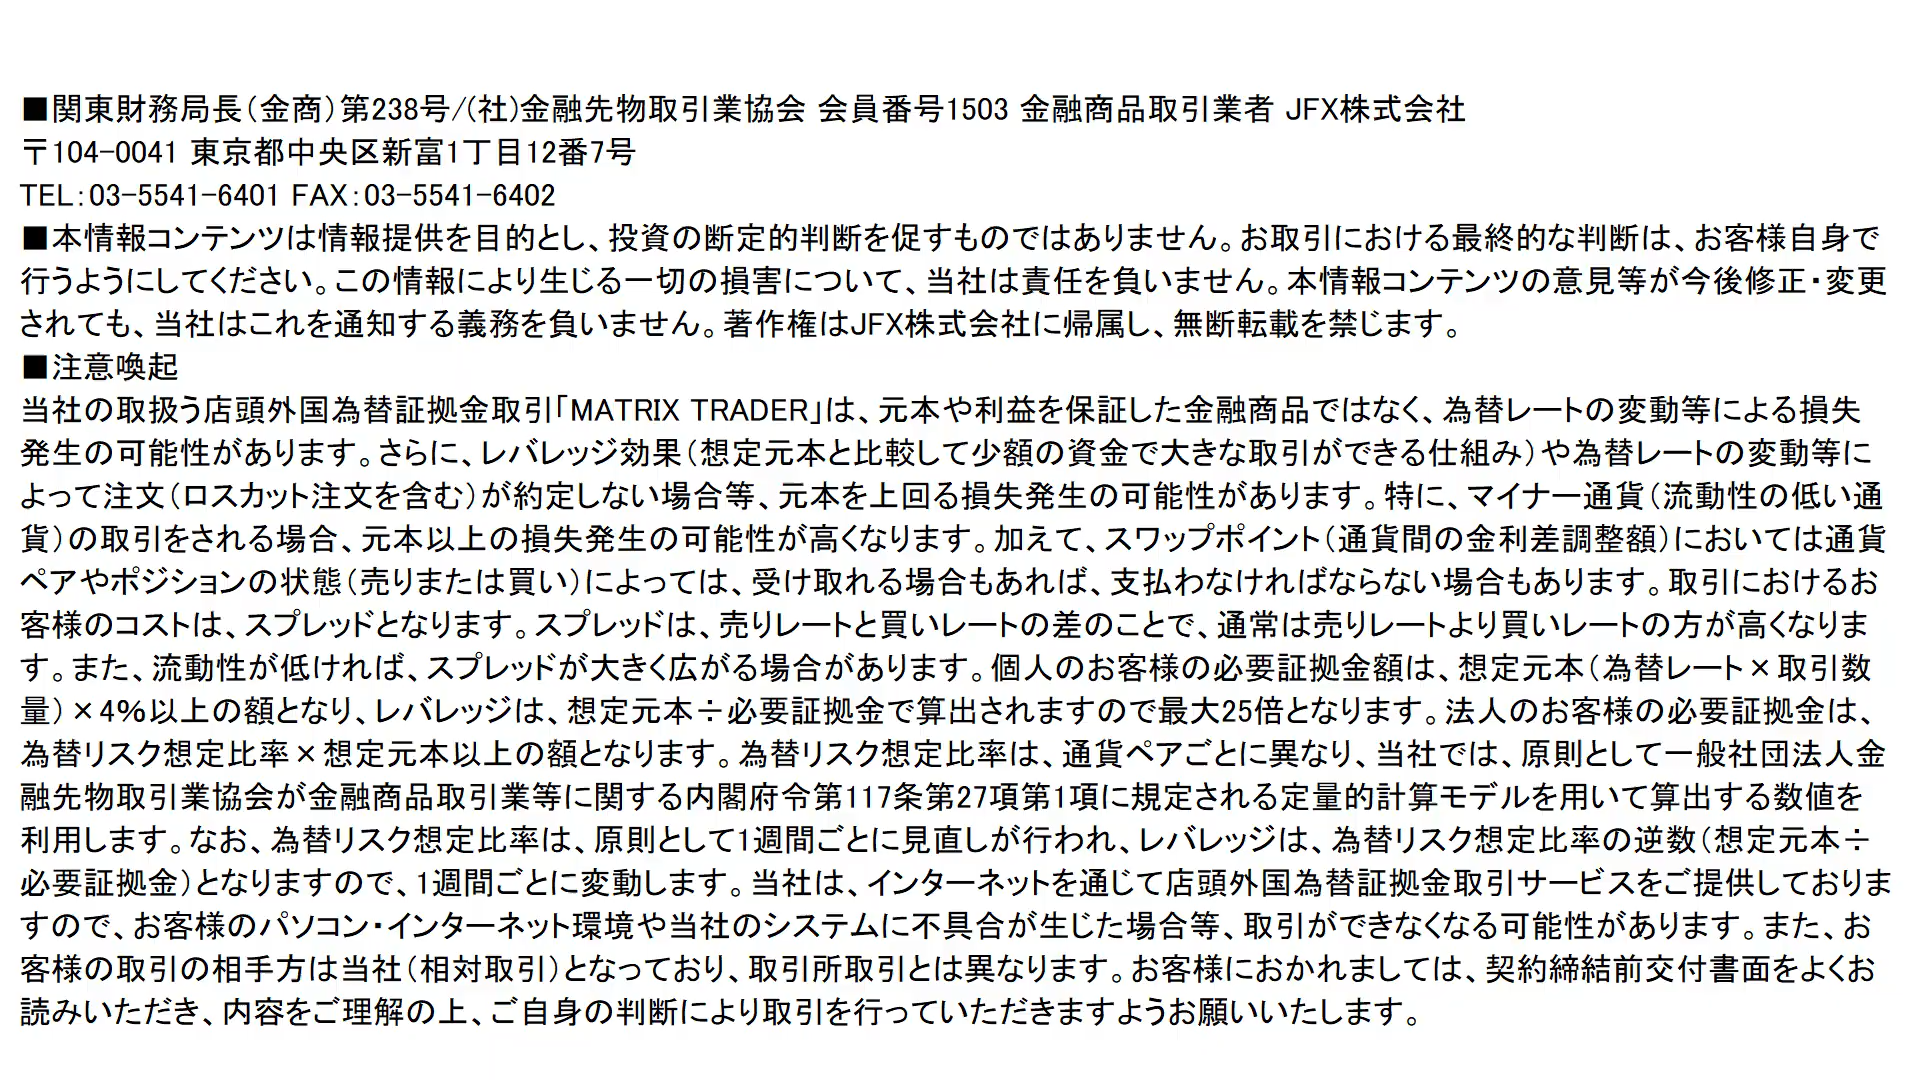 ■関東財務局長(金商)第238号/(社)金融先物取引業協会 会員番号1503 金融商品取引業者 JFX株式会社
〒104-0041 東京都中央区新富1丁目12番7号
TEL:03-5541-6401 FAX:03-5541-6402
■本情報コンテンツは情報提供を目的とし、投資の断定的判断を促すものではありません。お取引における最終的な判断は、お客様自身で
行うようにしてください。この情報により生じる一切の損害について、当社は責任を負いません。本情報コンテンツの意見等が今後修正・変更
されても、当社はこれを通知する義務を負いません。著作権はJFX株式会社に帰属し、無断転載を禁じます。
■注意喚起
当社の取扱う店頭外国為替証拠金取引「MATRIX TRADER」は、元本や利益を保証した金融商品ではなく、為替レートの変動等による損失
発生の可能性があります。さらに、レバレッジ効果(想定元本と比較して少額の資金で大きな取引ができる仕組み)や為替レートの変動等に
よって注文(ロスカット注文を含む)が約定しない場合等、元本を上回る損失発生の可能性があります。特に、マイナー通貨(流動性の低い通
貨)の取引をされる場合、元本以上の損失発生の可能性が高くなります。加えて、スワップポイント(通貨間の金利差調整額)においては通貨
ペアやポジションの状態(売りまたは買い)によっては、受け取れる場合もあれば、支払わなければならない場合もあります。取引におけるお
客様のコストは、スプレッドとなります。スプレッドは、売りレートと買いレートの差のことで、通常は売りレートより買いレートの方が高くなりま
す。また、流動性が低ければ、スプレッドが大きく広がる場合があります。個人のお客様の必要証拠金額は、想定元本(為替レート×取引数
量)×4%以上の額となり、レバレッジは、想定元本÷必要証拠金で算出されますので最大25倍となります。法人のお客様の必要証拠金は、
為替リスク想定比率×想定元本以上の額となります。為替リスク想定比率は、通貨ペアごとに異なり、当社では、原則として一般社団法人金
融先物取引業協会が金融商品取引業等に関する内閣府令第117条第27項第1項に規定される定量的計算モデルを用いて算出する数値を
利用します。なお、為替リスク想定比率は、原則として1週間ごとに見直しが行われ、レバレッジは、為替リスク想定比率の逆数(想定元本÷
必要証拠金)となりますので、1週間ごとに変動します。当社は、インターネットを通じて店頭外国為替証拠金取引サービスをご提供しておりま
すので、お客様のパソコン・インターネット環境や当社のシステムに不具合が生じた場合等、取引ができなくなる可能性があります。また、お
客様の取引の相手方は当社(相対取引)となっており、取引所取引とは異なります。お客様におかれましては、契約締結前交付書面をよくお
読みいただき、内容をご理解の上、ご自身の判断により取引を行っていただきますようお願いいたします。